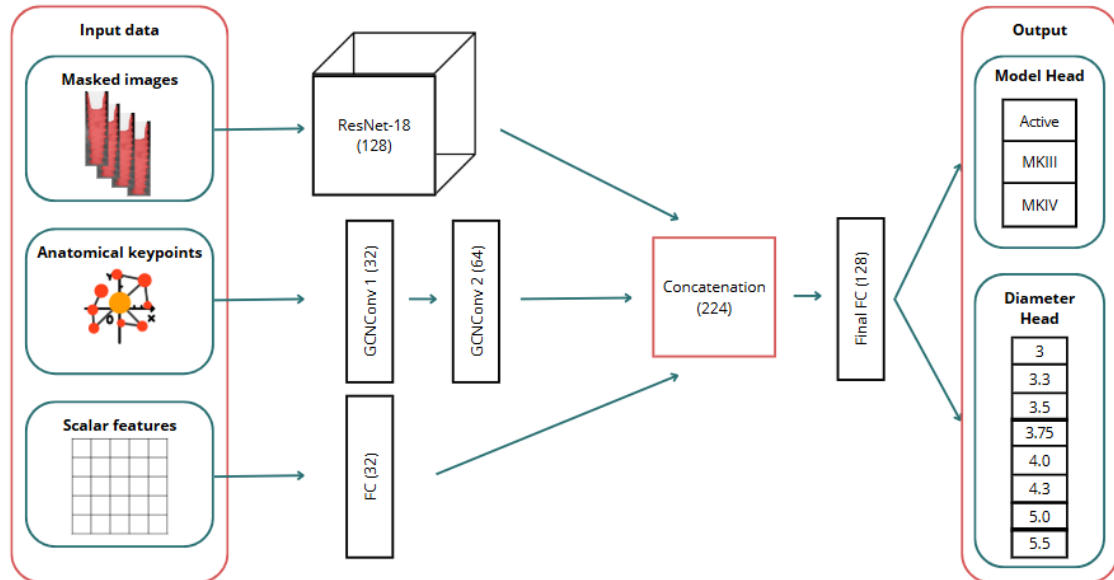 Input data
Masked images
Anatomical keypoints
Y
0
X
Scalar features
ResNet-18
(128)
GCNConv 1 (32)
GCNConv 2 (64)
FC (32)
Concatenation
(224)
Final FC (128)
Output
Model Head
Active
MKIII
MKIV
Diameter
Head
3
3.3
3.5
3.75
4.0
4.3
5.0
5.5